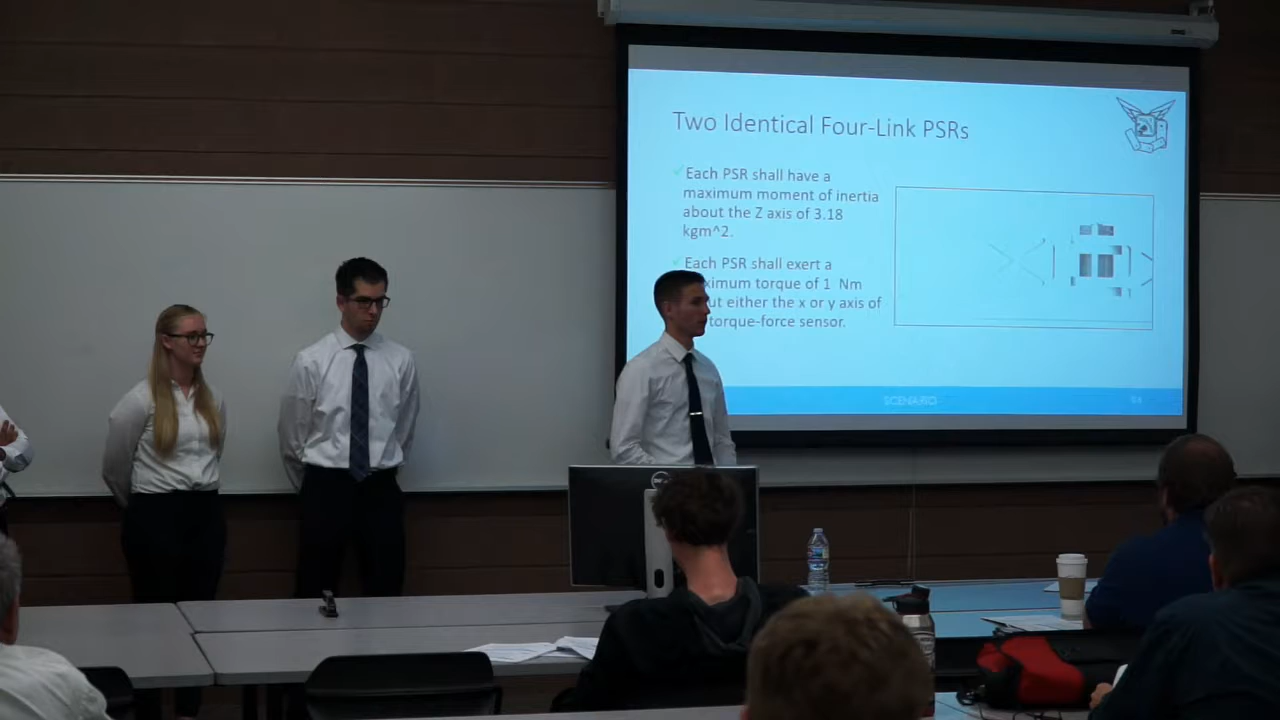 Two Identical Four-Link PSRs
Each PSR shall have a
maximum moment of inertia
about the Z axis of 3.18
kgm^2.
Each PSR shall exert a
ximum torque of 1 Nm
ut either the x or y axis of
torque-force sensor.
SCENARIO